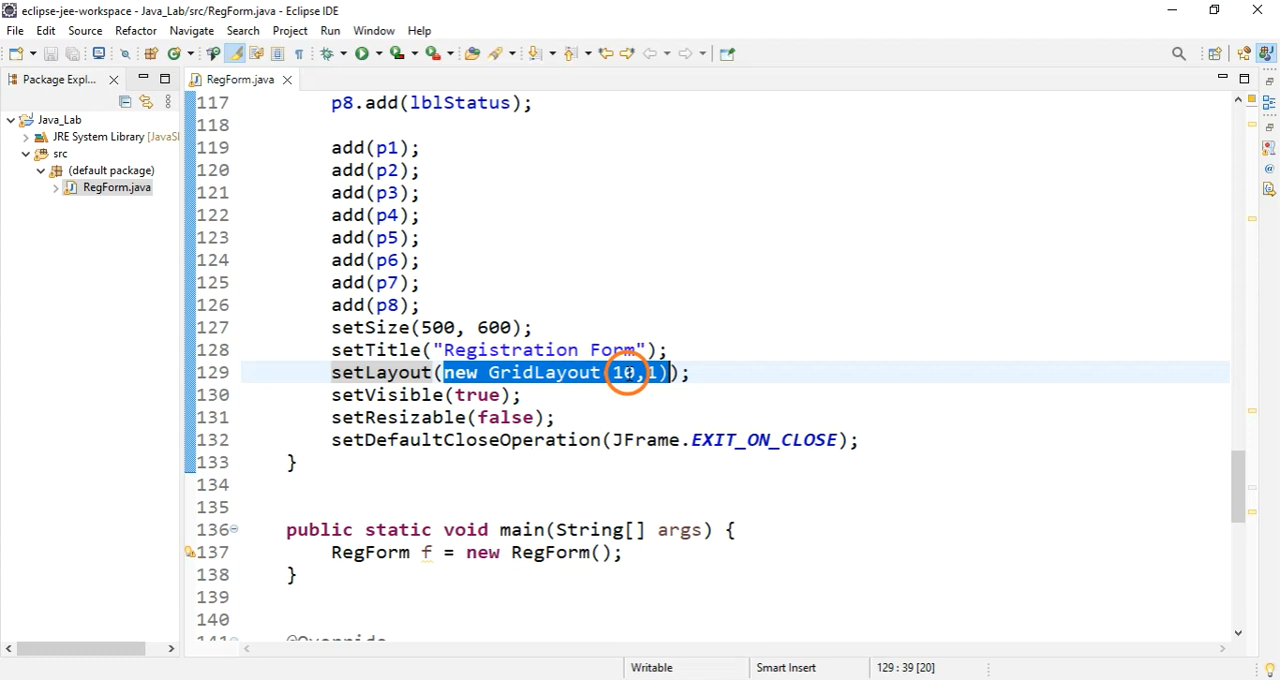 eclipse-jee-workspace - Java_Lab/src/RegForm.java - Eclipse IDE
File Edit Source Refactor Navigate Search Project Run Window Help
Package Expl...
RegForm.java
Java_Lab
JRE System Library [JavaS
src
(default package)
RegForm.java
117 p8.add(lblStatus);
118
119 add(p1);
120 add(p2);
121 add(p3);
122 add(p4);
123 add(p5);
124 add(p6);
125 add(p7);
126 add(p8);
127 setSize(500, 600);
128 setTitle("Registration Form");
129 setLayout(new GridLayout(10,1));
130 setVisible(true);
131 setResizable(false);
132 setDefaultCloseOperation(JFrame.EXIT_ON_CLOSE);
133 }
134
135
136 public static void main(String[] args) {
137 RegForm f = new RegForm();
138 }
139
140
141 @Override
Writable Smart Insert 129 : 39 [20]